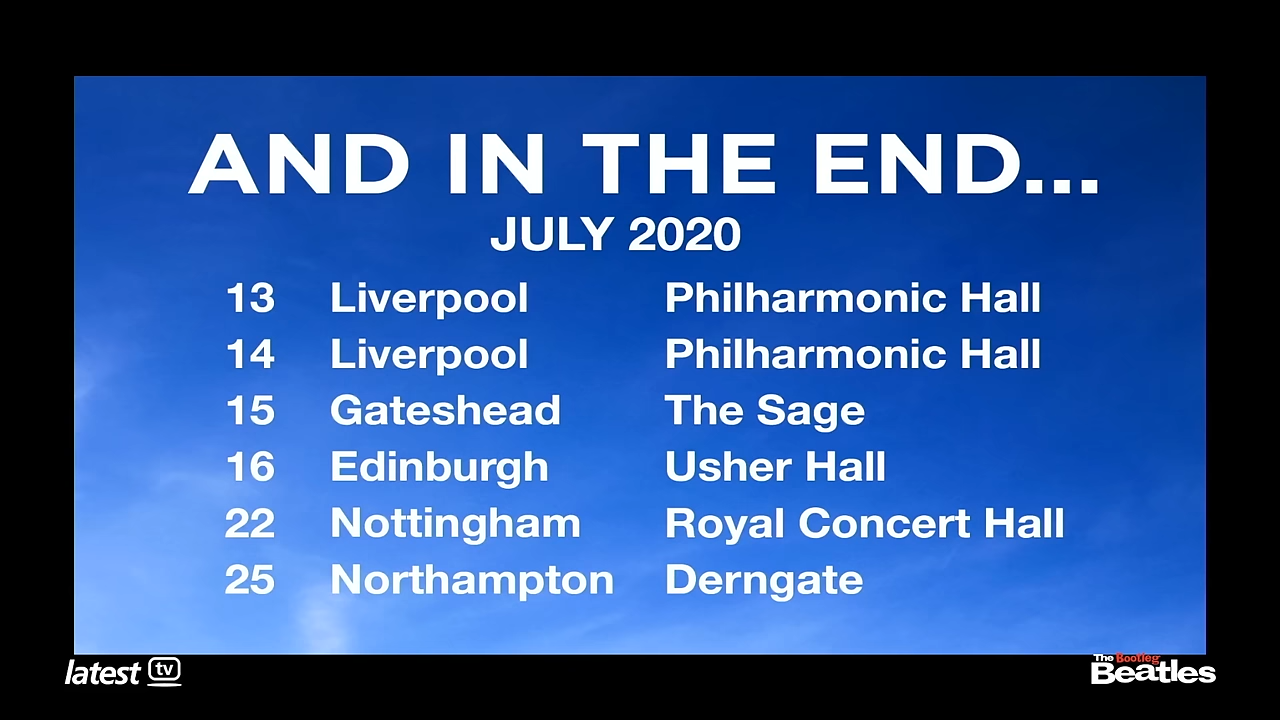 AND IN THE END...
JULY 2020
13 Liverpool Philharmonic Hall
14 Liverpool Philharmonic Hall
15 Gateshead The Sage
16 Edinburgh Usher Hall
22 Nottingham Royal Concert Hall
25 Northampton Derngate
latest tv
The Bootleg
Beatles